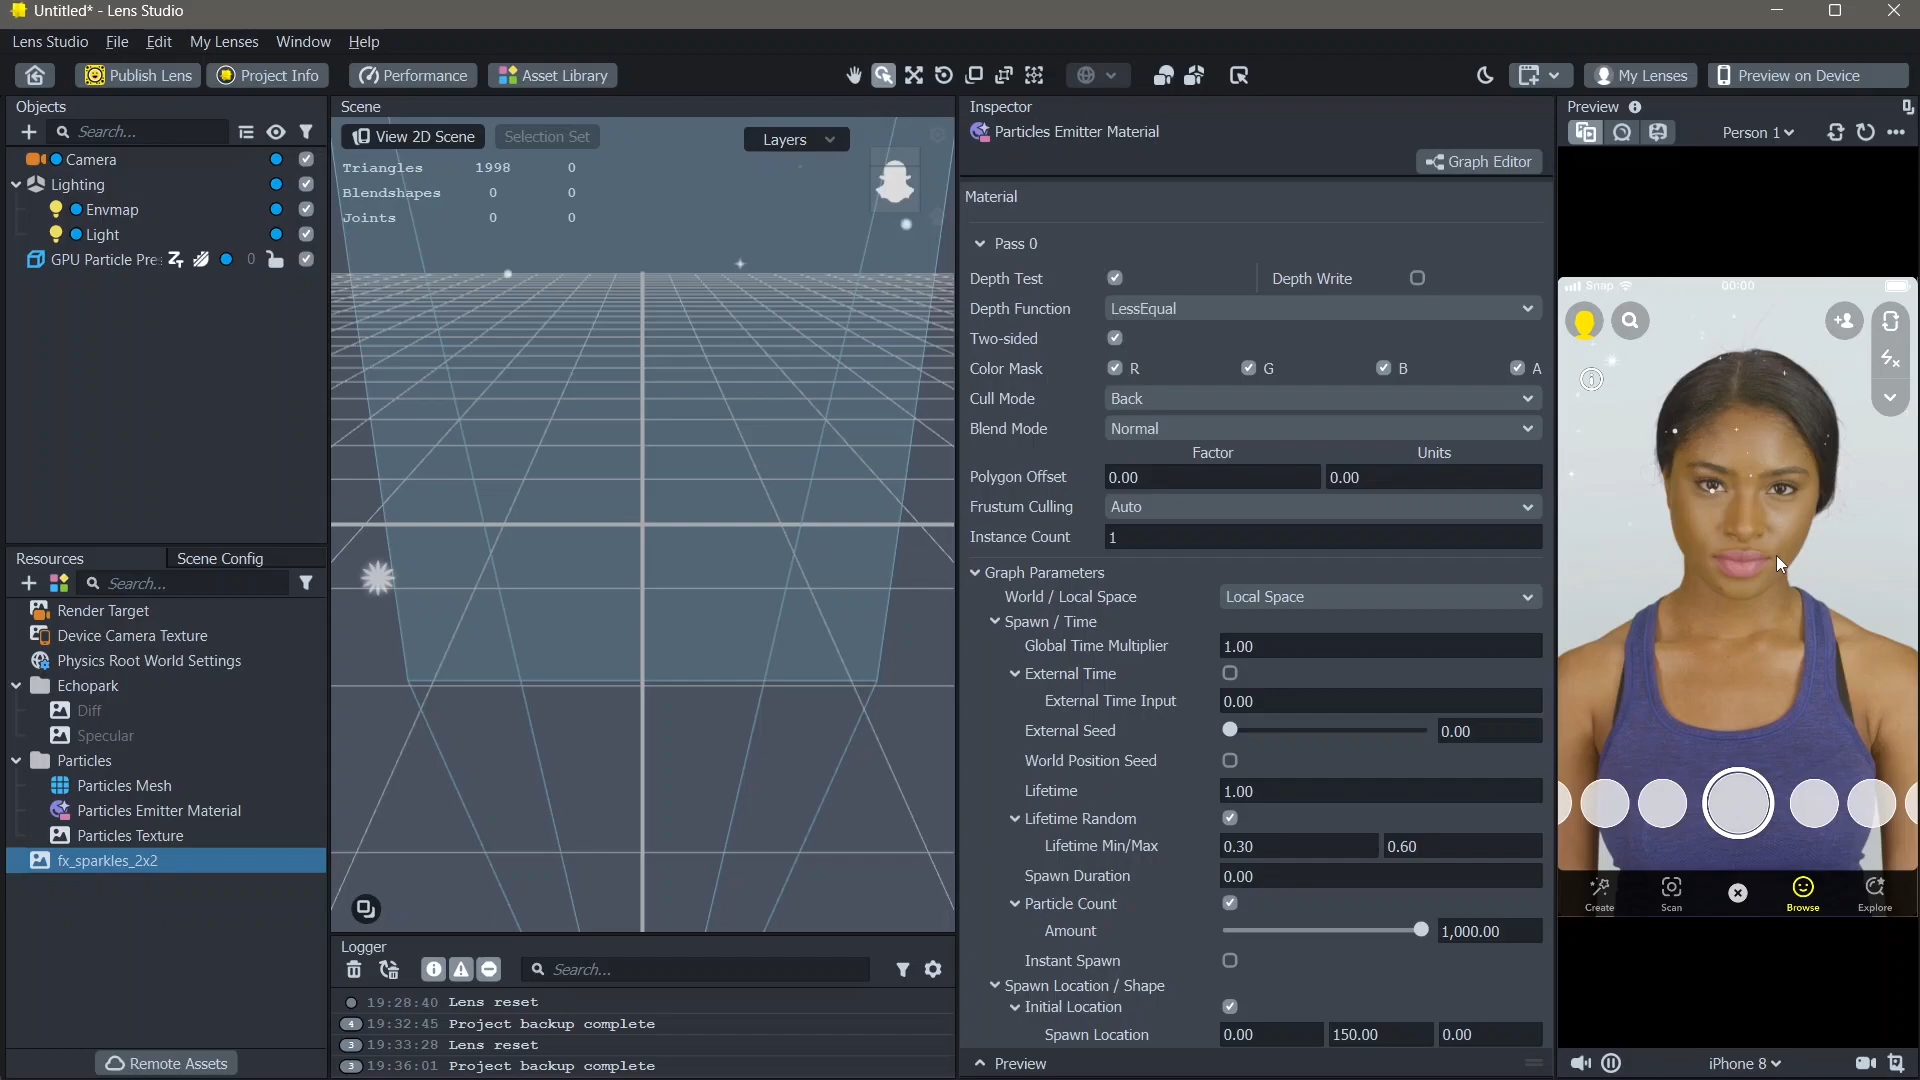 Untitled* - Lens Studio
Lens Studio File Edit My Lenses Window Help
Publish Lens Project Info Performance Asset Library My Lenses Preview on Device
Objects
Search...
Camera
Lighting
Envmap
Light
GPU Particle Pre: 0
Resources Scene Config
Search...
Render Target
Device Camera Texture
Physics Root World Settings
Echopark
Diff
Specular
Particles
Particles Mesh
Particles Emitter Material
Particles Texture
fx_sparkles_2x2
Remote Assets
Scene
View 2D Scene Selection Set Layers
Triangles 1998 0
Blendshapes 0 0
Joints 0 0
Logger
Search...
19:28:40 Lens reset
4 19:32:45 Project backup complete
3 19:33:28 Lens reset
3 19:36:01 Project backup complete
Inspector
Particles Emitter Material
Graph Editor
Material
Pass 0
Depth Test Depth Write
Depth Function LessEqual
Two-sided
Color Mask R G B A
Cull Mode Back
Blend Mode Normal
Factor Units
Polygon Offset 0.00 0.00
Frustum Culling Auto
Instance Count 1
Graph Parameters
World / Local Space Local Space
Spawn / Time
Global Time Multiplier 1.00
External Time
External Time Input 0.00
External Seed 0.00
World Position Seed
Lifetime 1.00
Lifetime Random
Lifetime Min/Max 0.30 0.60
Spawn Duration 0.00
Particle Count
Amount 1,000.00
Instant Spawn
Spawn Location / Shape
Initial Location
Spawn Location 0.00 150.00 0.00
Preview
Preview
Person 1
Snap 00:00
Create Scan Browse Explore
iPhone 8